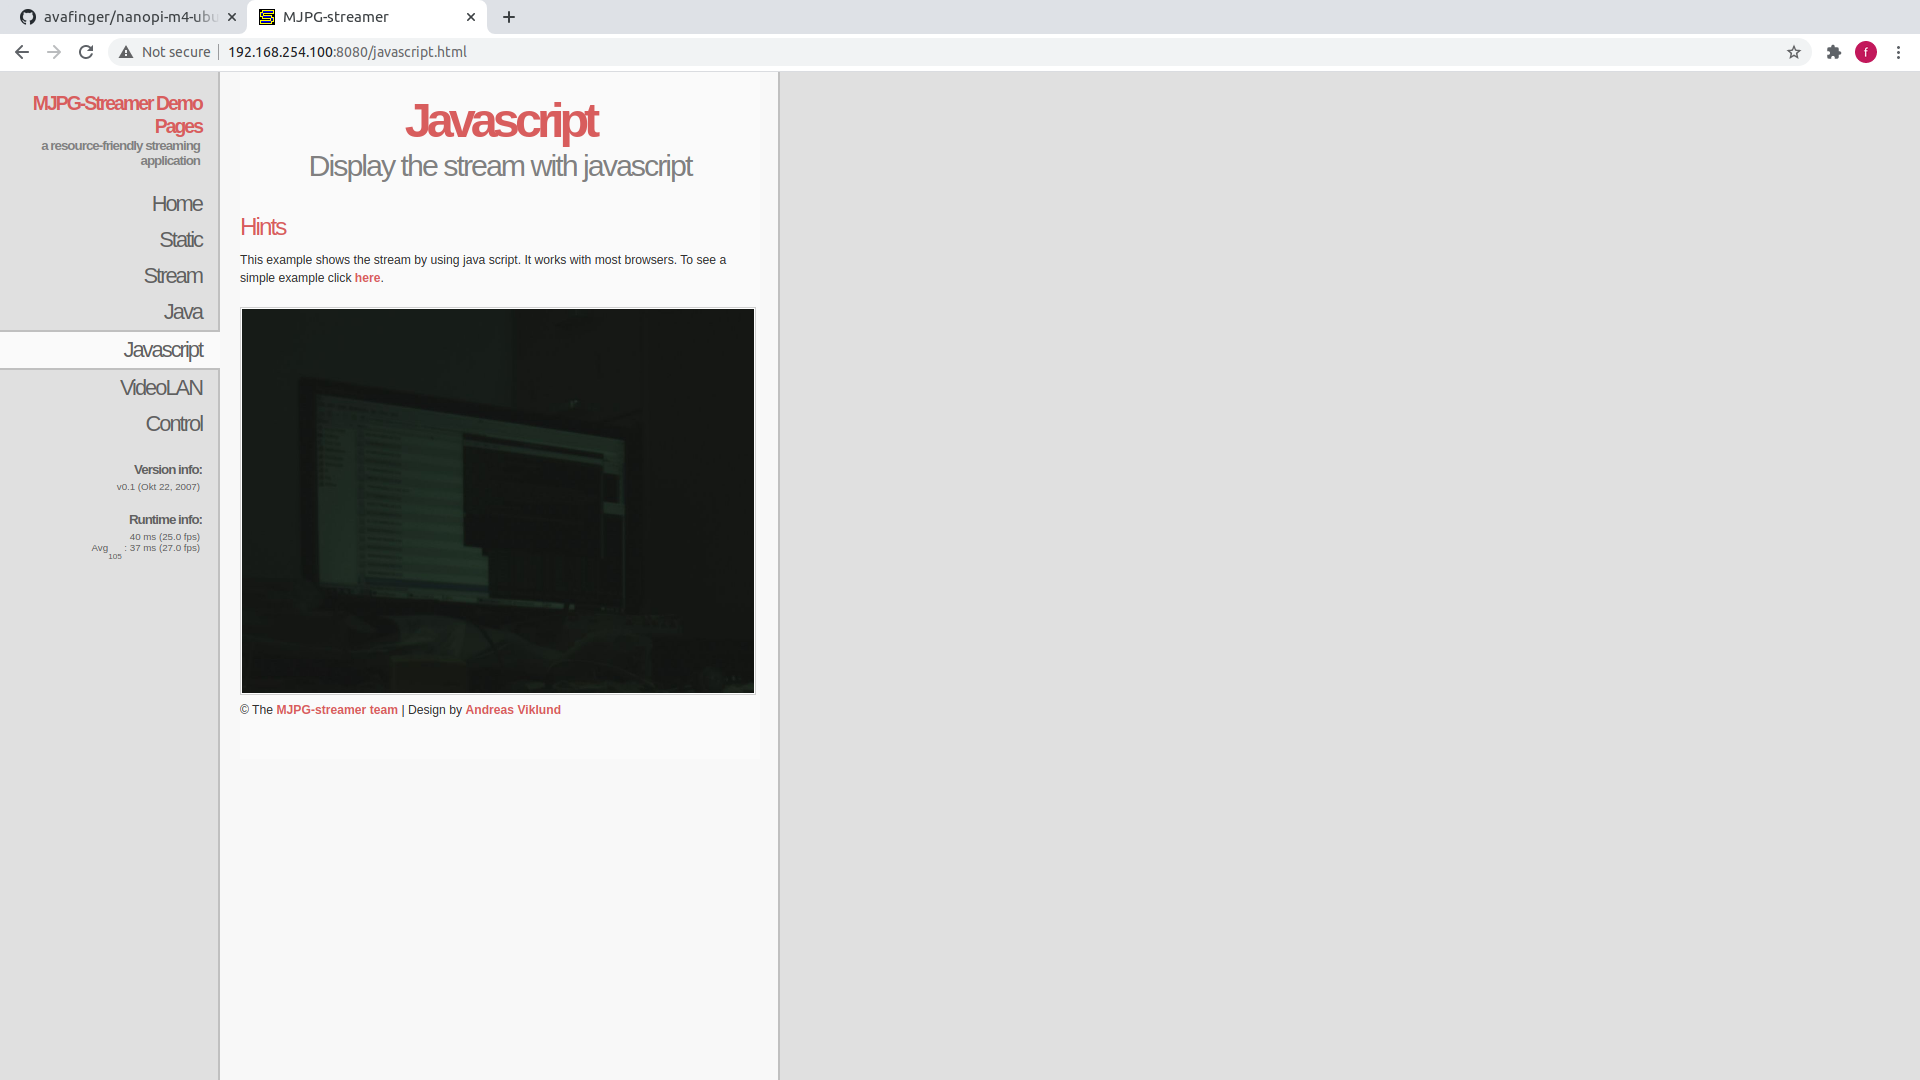 avafinger/nanopi-m4-ubu
MJPG-streamer
Not secure
192.168.254.100:8080/javascript.html
f
MJPG-Streamer Demo
Pages
a resource-friendly streaming
application
Home
Static
Stream
Java
Javascript
VideoLAN
Control
Version info:
v0.1 (Okt 22, 2007)
Runtime info:
40 ms (25.0 fps)
Avg105 : 37 ms (27.0 fps)
Javascript
Display the stream with javascript
Hints
This example shows the stream by using java script. It works with most browsers. To see a
simple example click here.
© The MJPG-streamer team | Design by Andreas Viklund